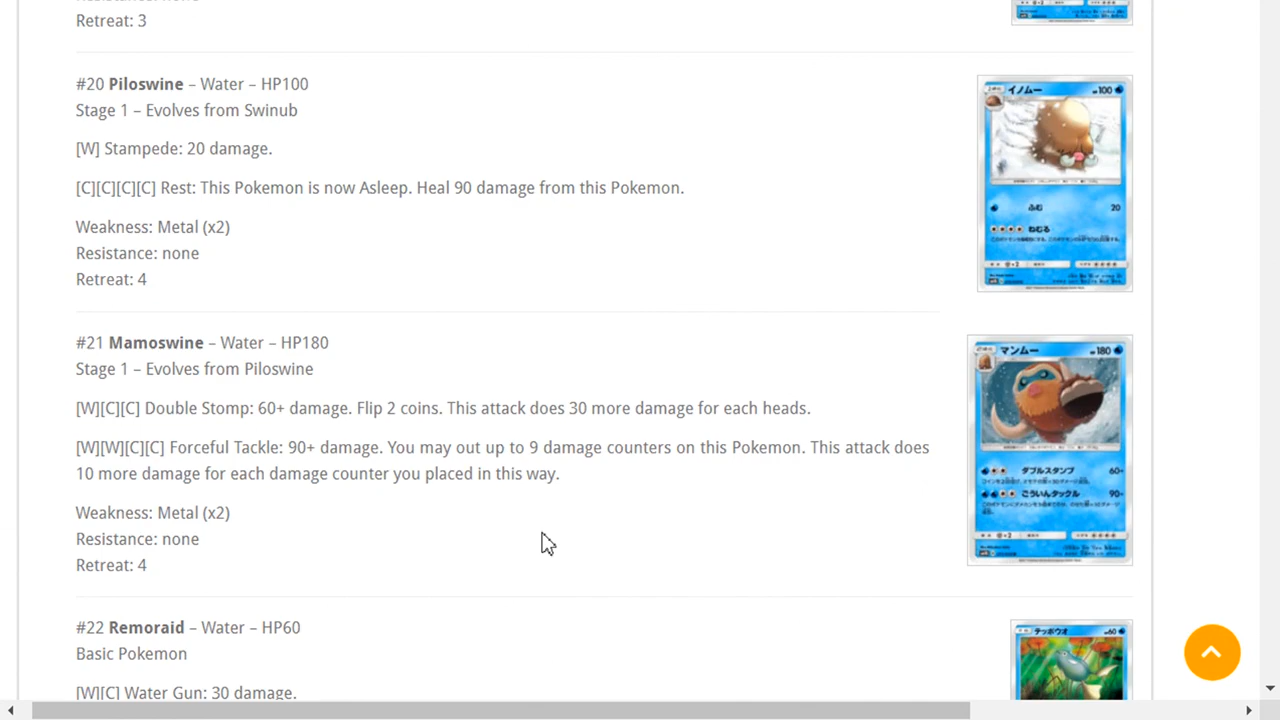 Retreat: 3
#20 Piloswine – Water – HP100
Stage 1 – Evolves from Swinub
[W] Stampede: 20 damage.
[C][C][C][C] Rest: This Pokemon is now Asleep. Heal 90 damage from this Pokemon.
Weakness: Metal (x2)
Resistance: none
Retreat: 4
イノムー 100
ふむ 20
ねむる
#21 Mamoswine – Water – HP180
Stage 1 – Evolves from Piloswine
[W][C][C] Double Stomp: 60+ damage. Flip 2 coins. This attack does 30 more damage for each heads.
[W][W][C][C] Forceful Tackle: 90+ damage. You may out up to 9 damage counters on this Pokemon. This attack does
10 more damage for each damage counter you placed in this way.
Weakness: Metal (x2)
Resistance: none
Retreat: 4
マンムー 180
ダブルスタンプ 60+
ごういんタックル 90+
#22 Remoraid – Water – HP60
Basic Pokemon
[W][C] Water Gun: 30 damage.
テッポウオ 60